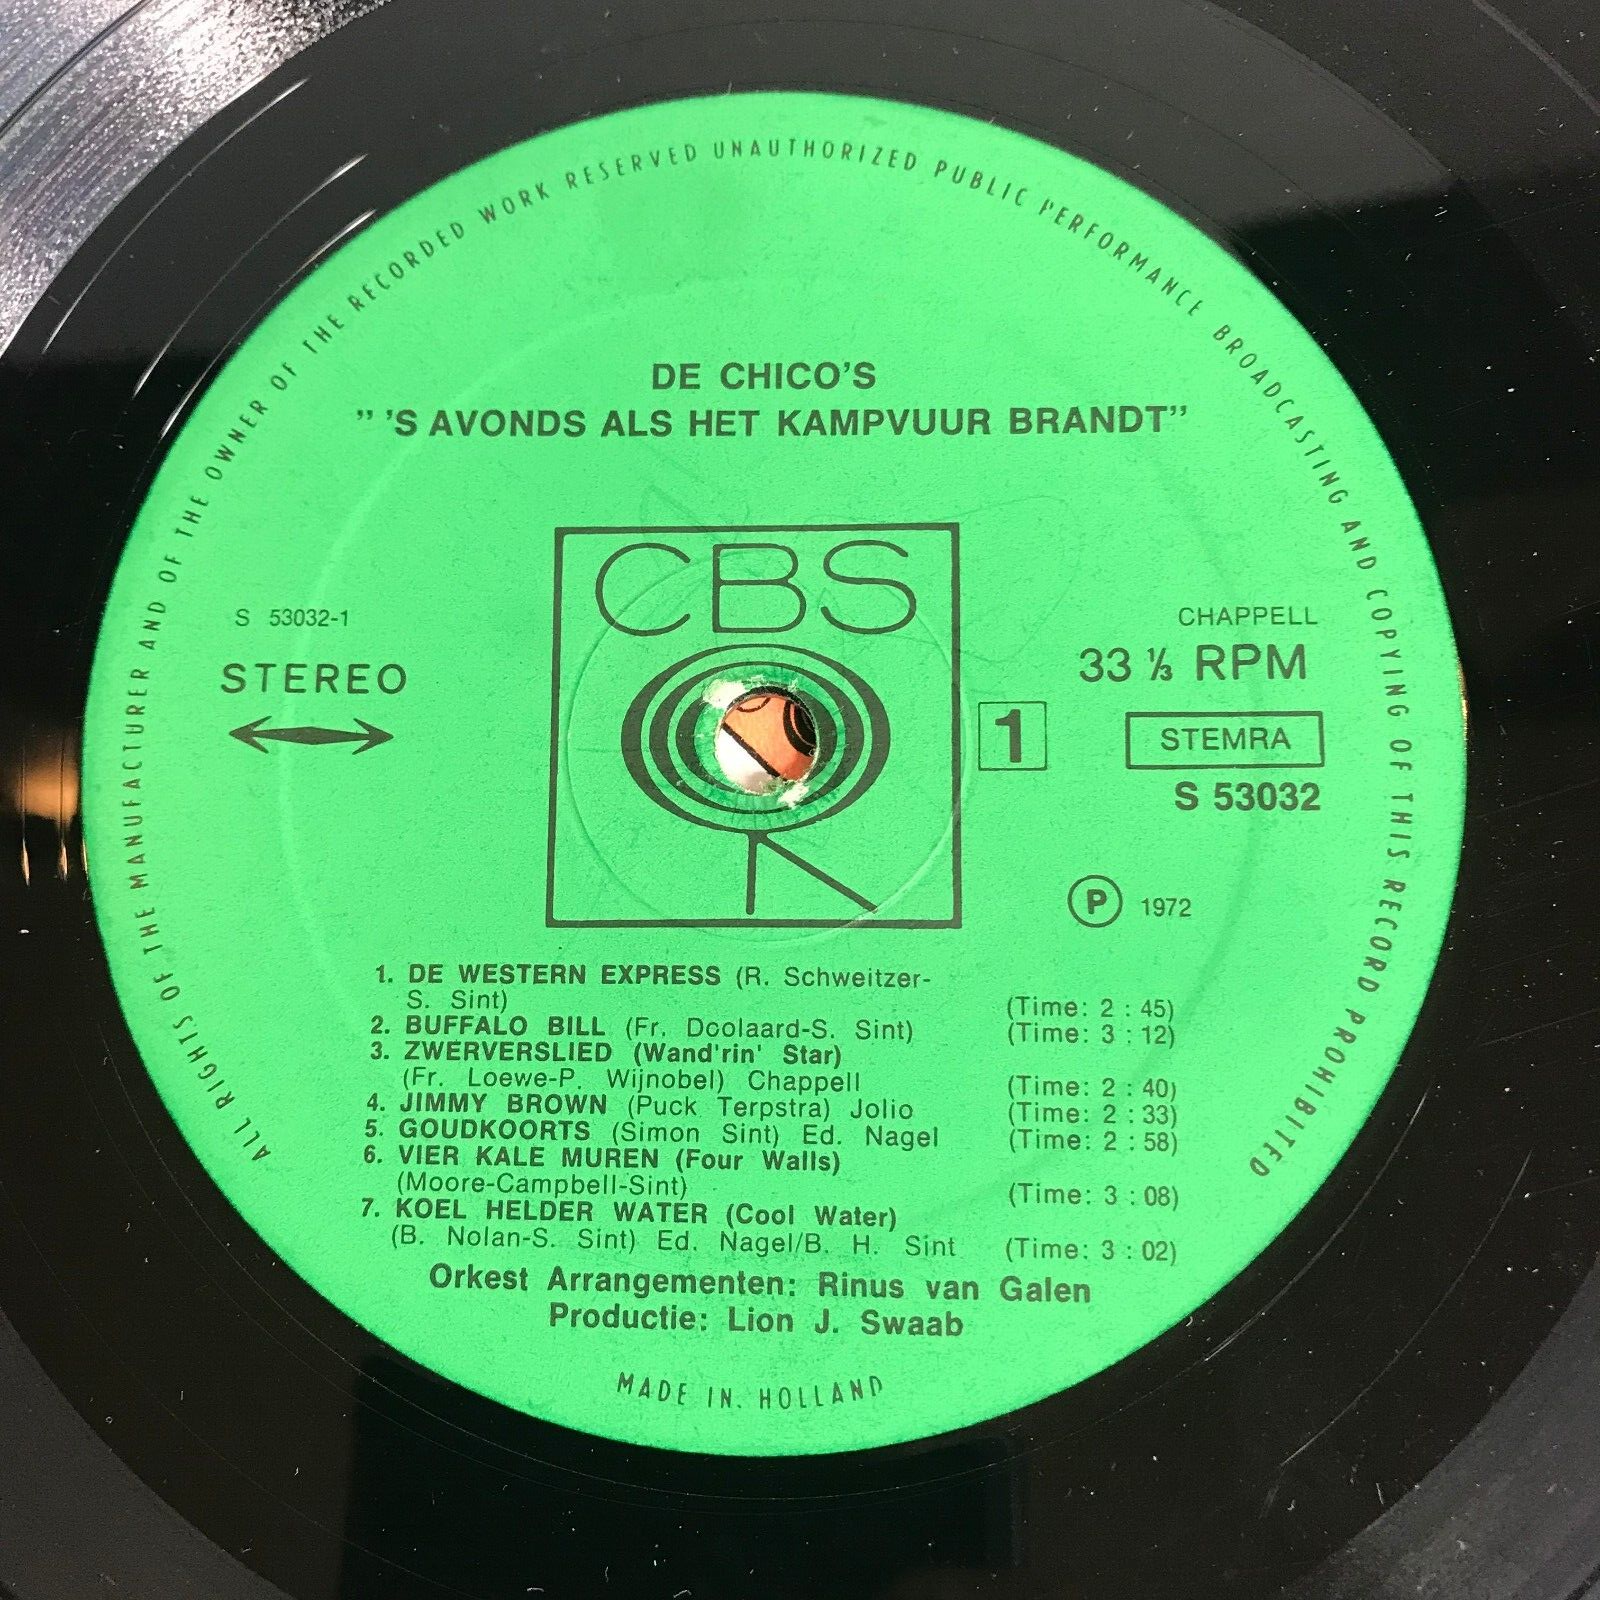 ALL RIGHTS OF THE MANUFACTURER AND OF THE OWNER OF THE RECORDED WORK RESERVED UNAUTHORIZED PUBLIC PERFORMANCE BROADCASTING AND COPYING OF THIS RECORD PROHIBITED
DE CHICO'S
" 'S AVONDS ALS HET KAMPVUUR BRANDT"
CBS
S 53032-1
STEREO
CHAPPELL
33 ⅓ RPM
1
STEMRA
S 53032
Ⓟ 1972
1. DE WESTERN EXPRESS (R. Schweitzer-
S. Sint) (Time: 2 : 45)
2. BUFFALO BILL (Fr. Doolaard-S. Sint) (Time: 3 : 12)
3. ZWERVERSLIED (Wand'rin' Star)
(Fr. Loewe-P. Wijnobel) Chappell (Time: 2 : 40)
4. JIMMY BROWN (Puck Terpstra) Jolio (Time: 2 : 33)
5. GOUDKOORTS (Simon Sint) Ed. Nagel (Time: 2 : 58)
6. VIER KALE MUREN (Four Walls)
(Moore-Campbell-Sint) (Time: 3 : 08)
7. KOEL HELDER WATER (Cool Water)
(B. Nolan-S. Sint) Ed. Nagel/B. H. Sint (Time: 3 : 02)
Orkest Arrangementen: Rinus van Galen
Productie: Lion J. Swaab
MADE IN. HOLLAND